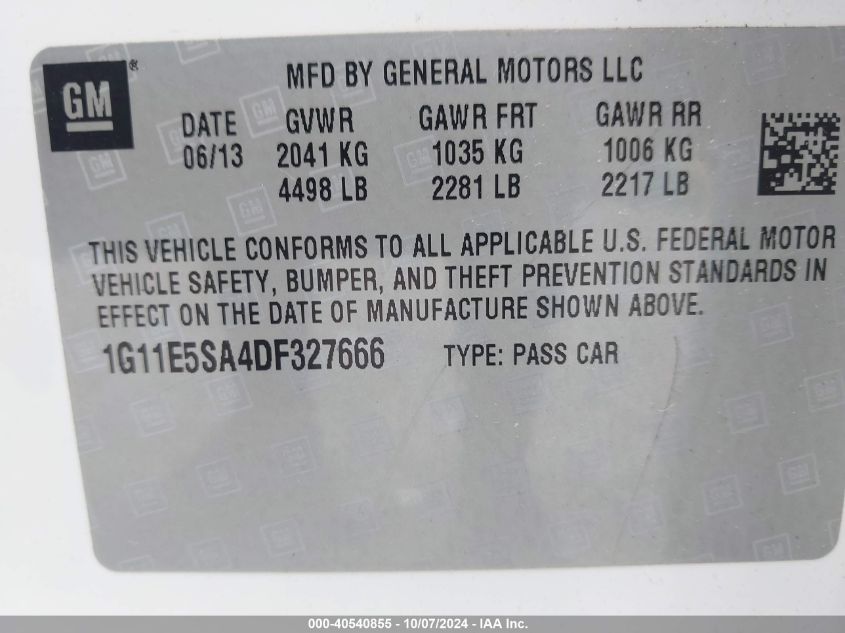 GM
MFD BY GENERAL MOTORS LLC
DATE GVWR GAWR FRT GAWR RR
06/13 2041 KG 1035 KG 1006 KG
4498 LB 2281 LB 2217 LB
THIS VEHICLE CONFORMS TO ALL APPLICABLE U.S. FEDERAL MOTOR
VEHICLE SAFETY, BUMPER, AND THEFT PREVENTION STANDARDS IN
EFFECT ON THE DATE OF MANUFACTURE SHOWN ABOVE.
1G11E5SA4DF327666 TYPE: PASS CAR
000-40540855 - 10/07/2024 - IAA Inc.